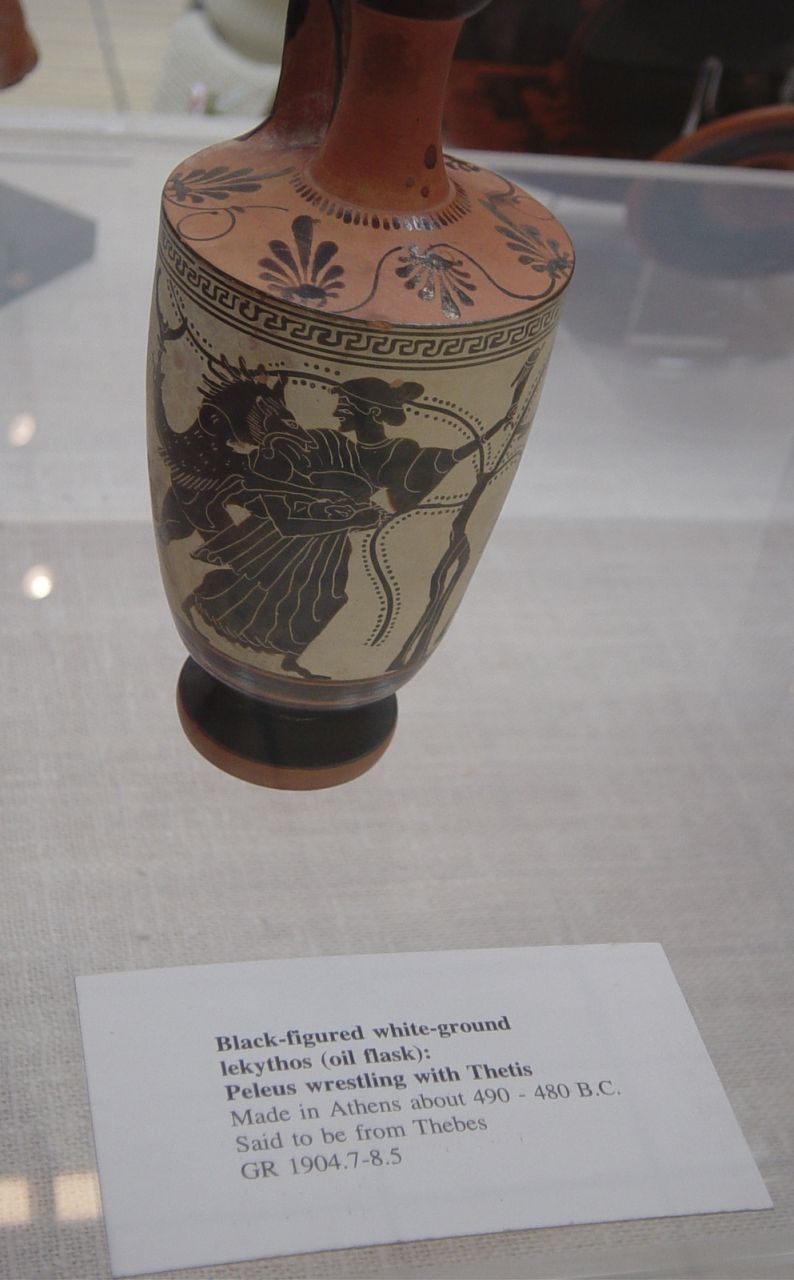 Black-figured white-ground
lekythos (oil flask):
Peleus wrestling with Thetis
Made in Athens about 490 - 480 B.C.
Said to be from Thebes
GR 1904.7-8.5